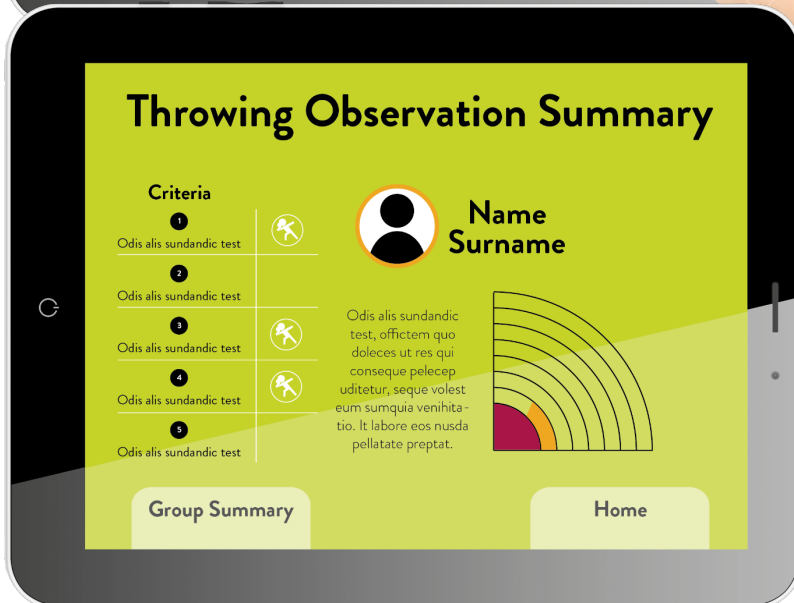 Throwing Observation Summary
Criteria
1
Odis alis sundandic test
2
Odis alis sundandic test
3
Odis alis sundandic test
4
Odis alis sundandic test
5
Odis alis sundandic test
Name
Surname
Odis alis sundandic
test, offictem quo
doleces ut res qui
conseque pelecep
uditetur, seque volest
eum sumquia venihita-
tio. It labore eos nusda
pellatate preptat.
Group Summary
Home